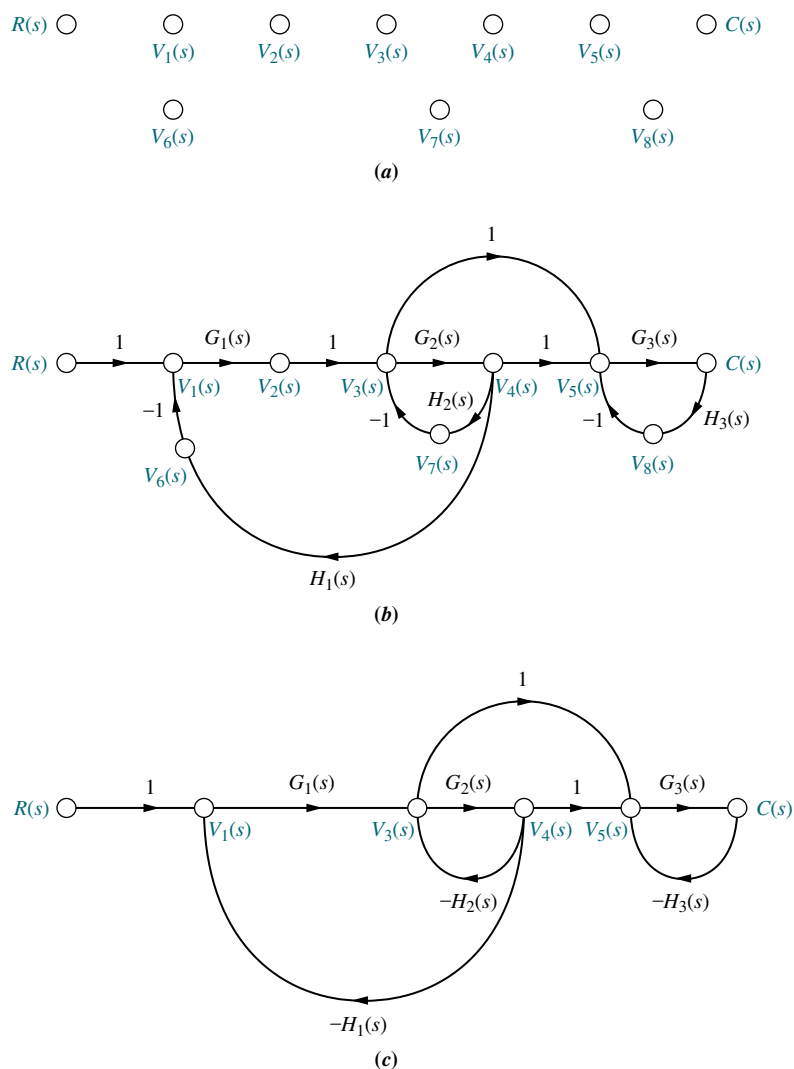 R(s) C(s)
V₁(s) V₂(s) V₃(s) V₄(s) V₅(s)
V₆(s) V₇(s) V₈(s)
(a)
1
1 G₁(s) 1 G₂(s) 1 G₃(s)
R(s) C(s)
V₁(s) V₂(s) V₃(s) V₄(s) V₅(s)
−1 −1 H₂(s) −1 H₃(s)
V₆(s) V₇(s) V₈(s)
H₁(s)
(b)
1
1 G₁(s) G₂(s) 1 G₃(s)
R(s) C(s)
V₁(s) V₃(s) V₄(s) V₅(s)
−H₂(s) −H₃(s)
−H₁(s)
(c)